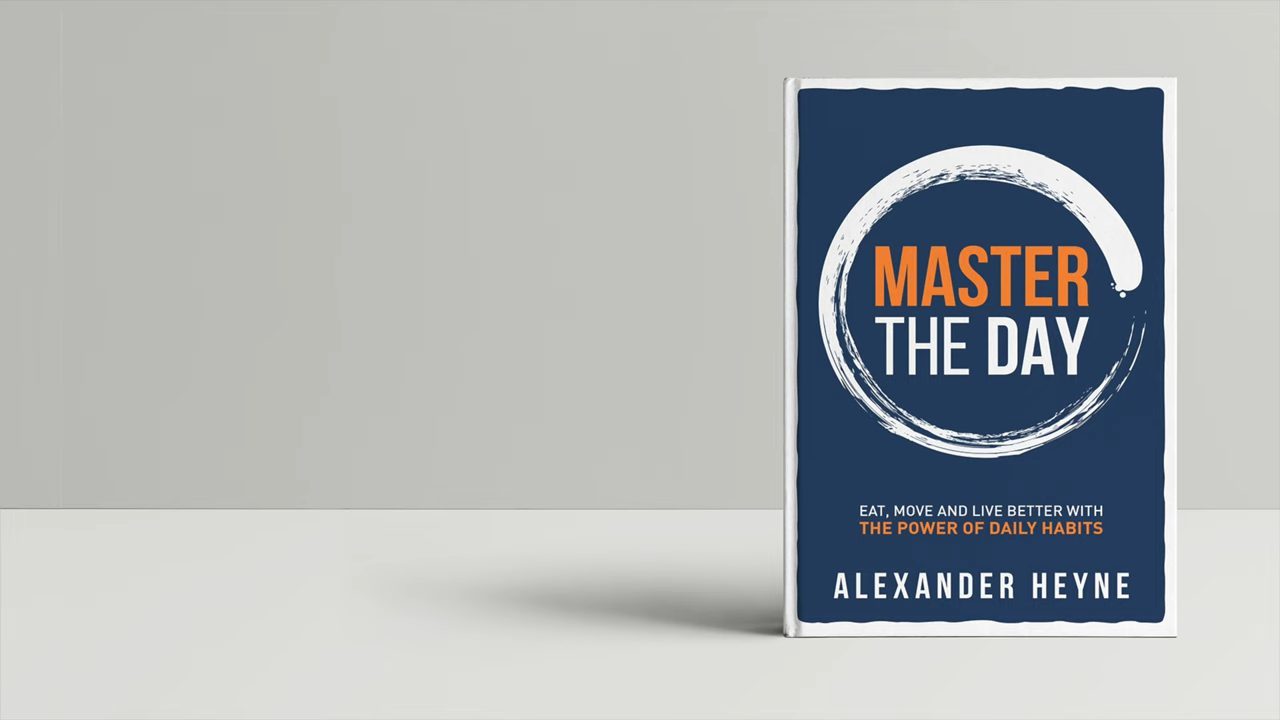 MASTER
THE DAY
EAT, MOVE AND LIVE BETTER WITH
THE POWER OF DAILY HABITS
ALEXANDER HEYNE